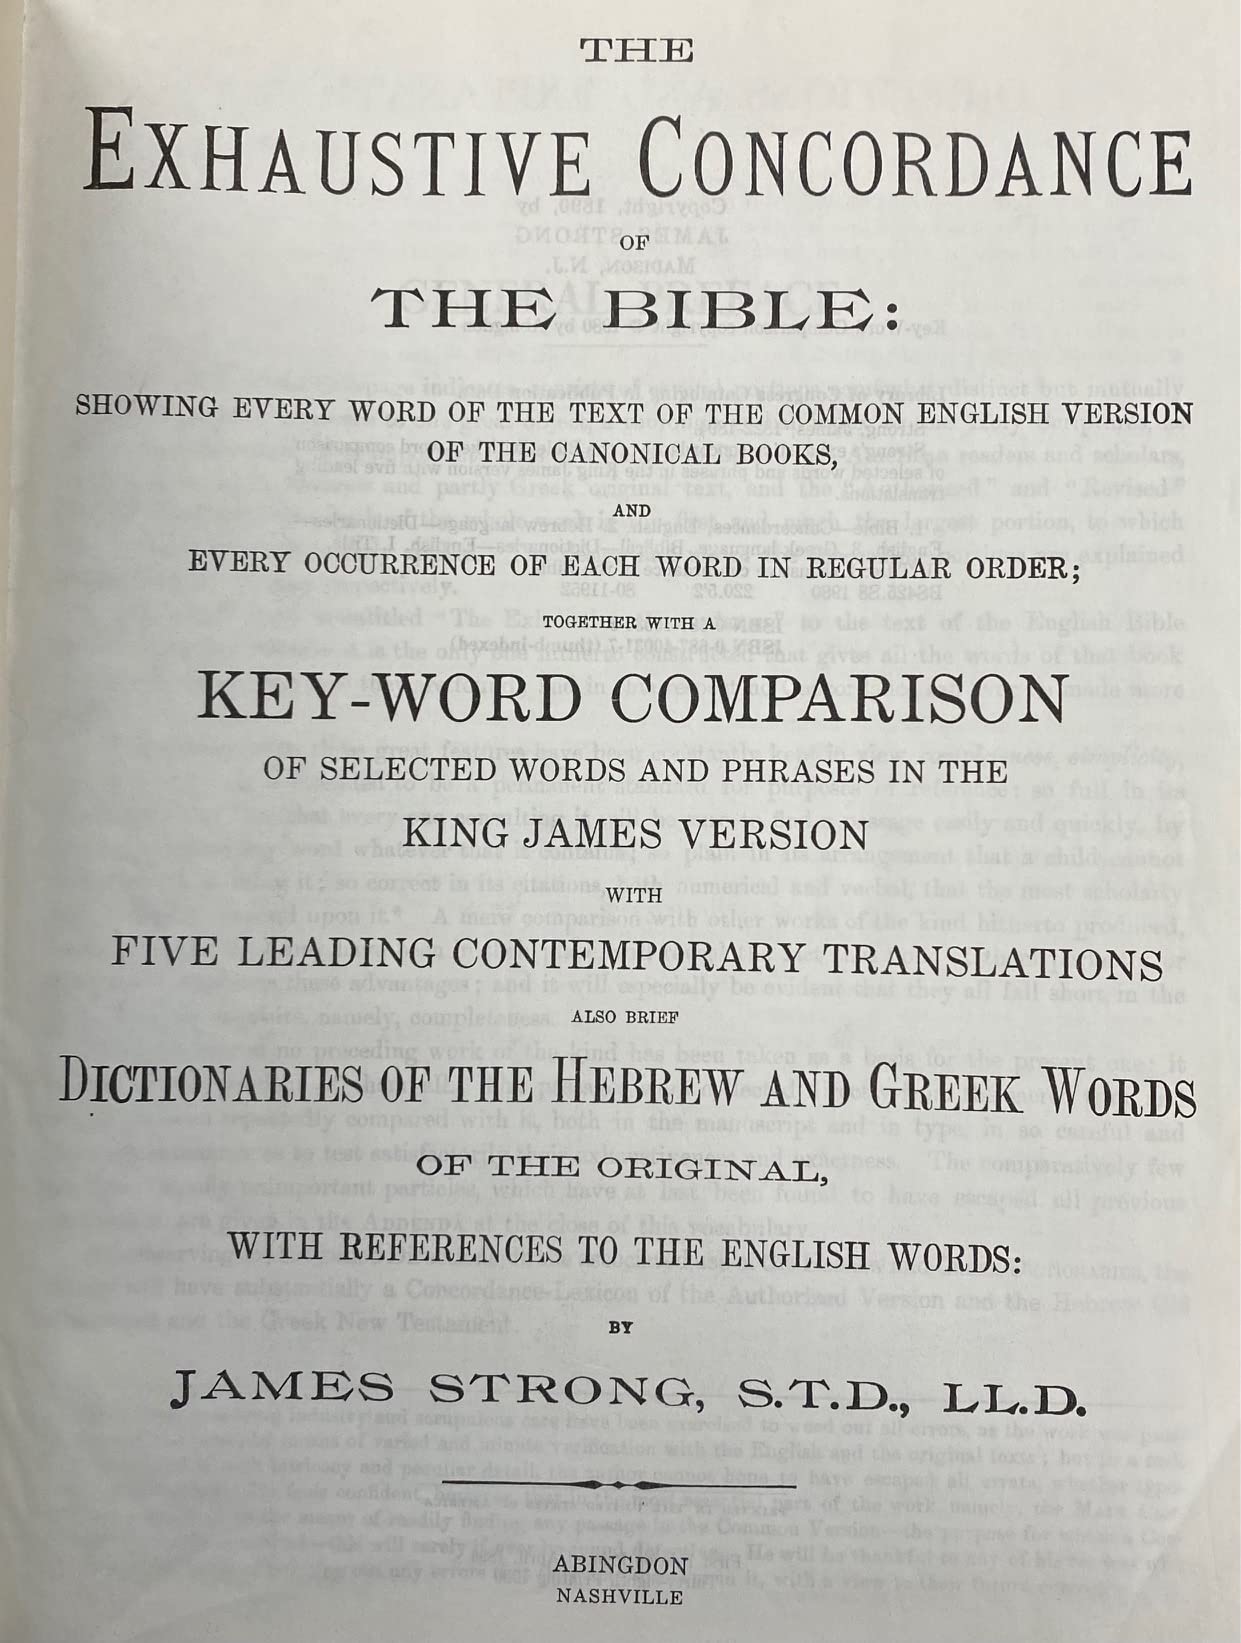 THE
EXHAUSTIVE CONCORDANCE
OF
THE BIBLE:
SHOWING EVERY WORD OF THE TEXT OF THE COMMON ENGLISH VERSION
OF THE CANONICAL BOOKS,
AND
EVERY OCCURRENCE OF EACH WORD IN REGULAR ORDER;
TOGETHER WITH A
KEY-WORD COMPARISON
OF SELECTED WORDS AND PHRASES IN THE
KING JAMES VERSION
WITH
FIVE LEADING CONTEMPORARY TRANSLATIONS
ALSO BRIEF
DICTIONARIES OF THE HEBREW AND GREEK WORDS
OF THE ORIGINAL,
WITH REFERENCES TO THE ENGLISH WORDS:
BY
JAMES STRONG, S.T.D., LL.D.
ABINGDON
NASHVILLE